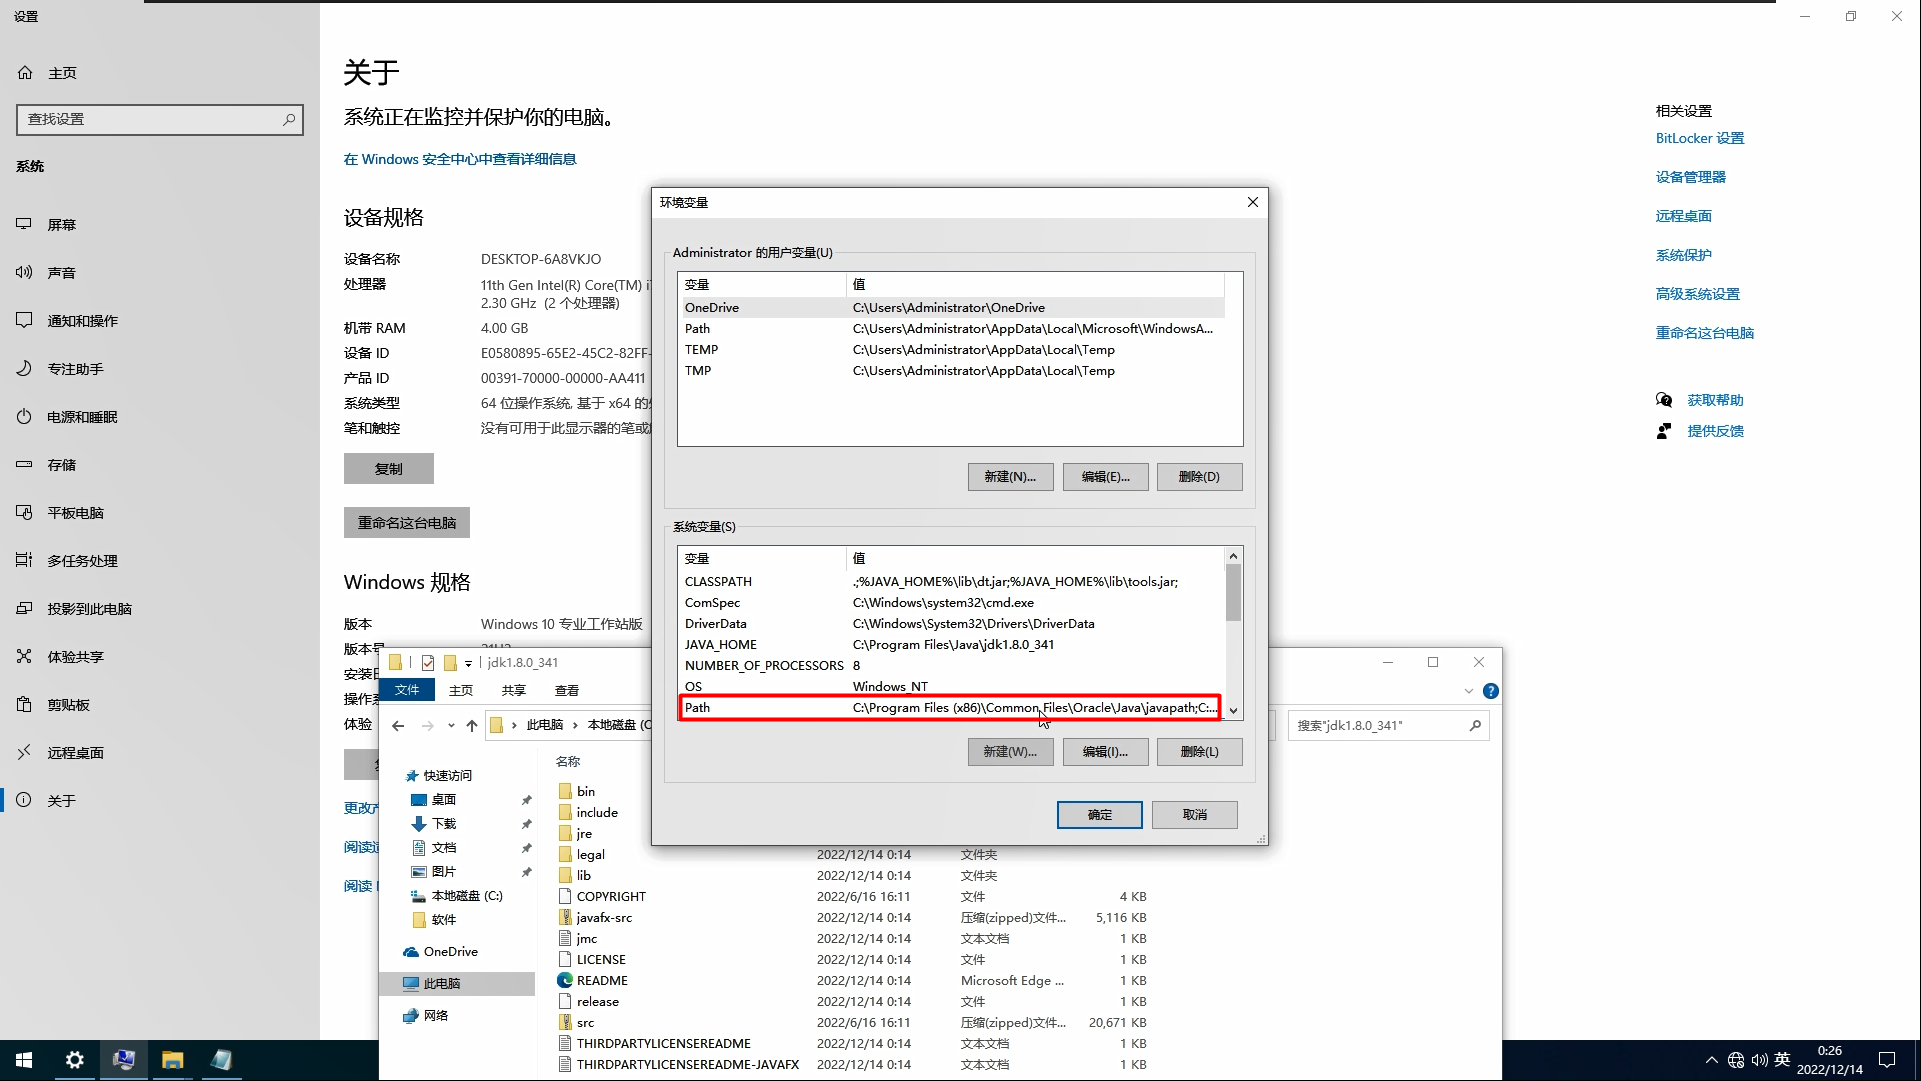 设置
主页
查找设置
系统
屏幕
声音
通知和操作
专注助手
电源和睡眠
存储
平板电脑
多任务处理
投影到此电脑
体验共享
剪贴板
远程桌面
关于
关于
系统正在监控并保护你的电脑。
在 Windows 安全中心中查看详细信息
设备规格
设备名称 DESKTOP-6A8VKJO
处理器 11th Gen Intel(R) Core(TM)
2.30 GHz (2 个处理器)
机带 RAM 4.00 GB
设备 ID E0580895-65E2-45C2-82FF-
产品 ID 00391-70000-00000-AA411
系统类型 64 位操作系统, 基于 x64 的
笔和触控 没有可用于此显示器的笔或
复制
重命名这台电脑
Windows 规格
版本 Windows 10 专业工作站版
版本号
体验
相关设置
BitLocker 设置
设备管理器
远程桌面
系统保护
高级系统设置
重命名这台电脑
获取帮助
提供反馈
环境变量
Administrator 的用户变量(U)
变量 值
OneDrive C:\Users\Administrator\OneDrive
Path C:\Users\Administrator\AppData\Local\Microsoft\WindowsA...
TEMP C:\Users\Administrator\AppData\Local\Temp
TMP C:\Users\Administrator\AppData\Local\Temp
新建(N)... 编辑(E)... 删除(D)
系统变量(S)
变量 值
CLASSPATH .;%JAVA_HOME%\lib\dt.jar;%JAVA_HOME%\lib\tools.jar;
ComSpec C:\Windows\system32\cmd.exe
DriverData C:\Windows\System32\Drivers\DriverData
JAVA_HOME C:\Program Files\Java\jdk1.8.0_341
NUMBER_OF_PROCESSORS 8
OS Windows_NT
Path C:\Program Files (x86)\Common Files\Oracle\Java\javapath;C:...
新建(W)... 编辑(I)... 删除(L)
确定 取消
jdk1.8.0_341
文件 主页 共享 查看
此电脑 本地磁盘 (C
搜索"jdk1.8.0_341"
快速访问
桌面
下载
文档
图片
本地磁盘 (C:)
软件
OneDrive
此电脑
网络
名称
bin
include
jre
legal 2022/12/14 0:14 文件夹
lib 2022/12/14 0:14 文件夹
COPYRIGHT 2022/6/16 16:11 文件 4 KB
javafx-src 2022/12/14 0:14 压缩(zipped)文件... 5,116 KB
jmc 2022/12/14 0:14 文本文档 1 KB
LICENSE 2022/12/14 0:14 文件 1 KB
README 2022/12/14 0:14 Microsoft Edge ... 1 KB
release 2022/12/14 0:14 文件 1 KB
src 2022/6/16 16:11 压缩(zipped)文件... 20,671 KB
THIRDPARTYLICENSEREADME 2022/12/14 0:14 文本文档 1 KB
THIRDPARTYLICENSEREADME-JAVAFX 2022/12/14 0:14 文本文档 1 KB
英
0:26
2022/12/14